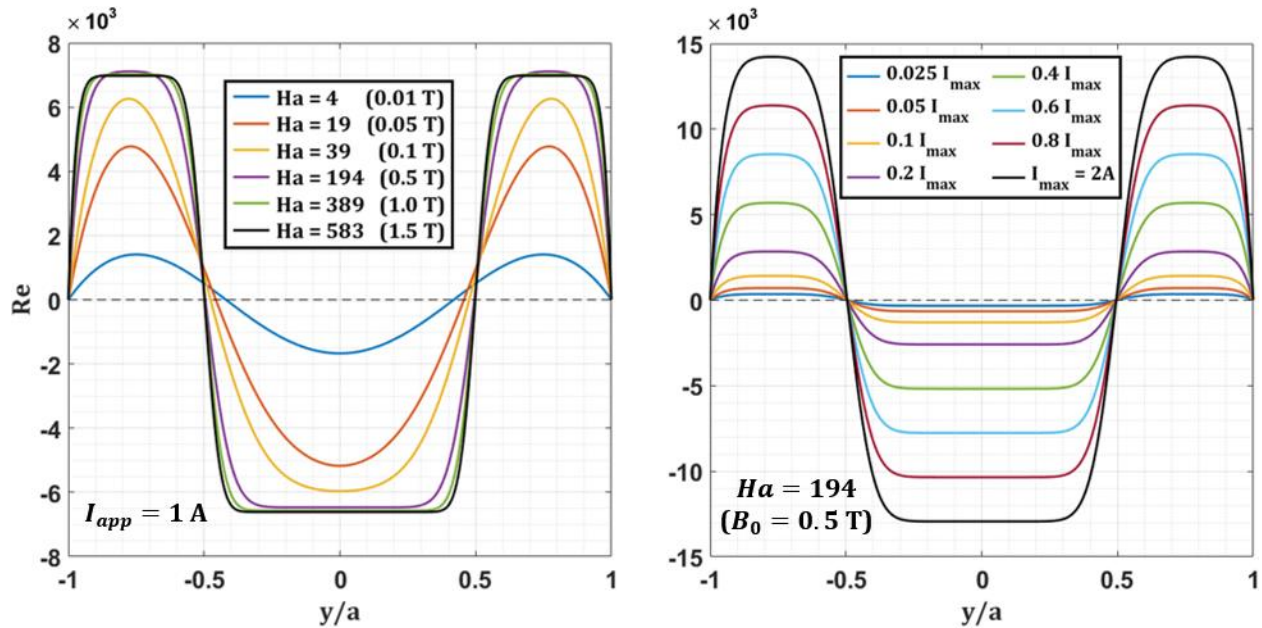 × 10³
8
6
4
2
0
-2
-4
-6
-8
Re
Ha = 4 (0.01 T)
Ha = 19 (0.05 T)
Ha = 39 (0.1 T)
Ha = 194 (0.5 T)
Ha = 389 (1.0 T)
Ha = 583 (1.5 T)
I_app = 1 A
-1 -0.5 0 0.5 1
y/a
× 10³
15
10
5
0
-5
-10
-15
0.025 I_max 0.4 I_max
0.05 I_max 0.6 I_max
0.1 I_max 0.8 I_max
0.2 I_max I_max = 2A
Ha = 194
(B₀ = 0.5 T)
-1 -0.5 0 0.5 1
y/a